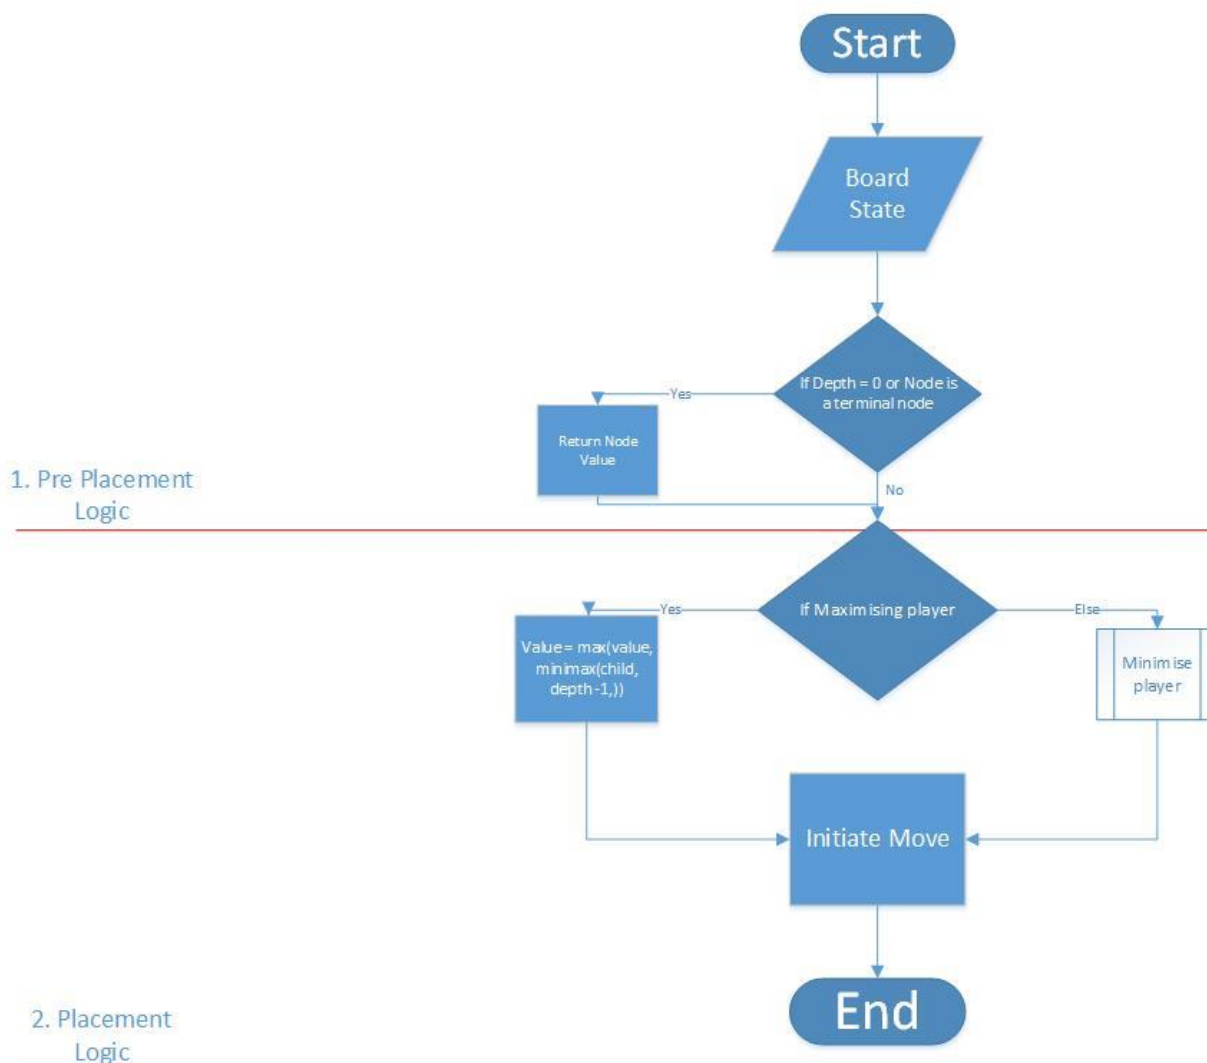 Start
Board
State
If Depth = 0 or Node is
a terminal node
Yes
Return Node
Value
No
1. Pre Placement
Logic
If Maximising player
Yes
Else
Value = max(value,
minimax(child,
depth -1,))
Minimise
player
Initiate Move
End
2. Placement
Logic